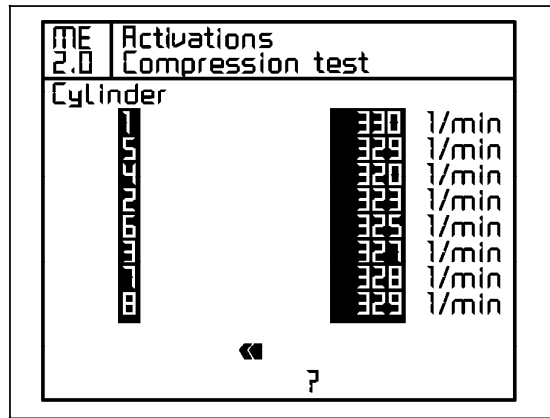 ME Activations
2.0 Compression test
Cylinder
1 330 1/min
5 329 1/min
4 320 1/min
2 323 1/min
6 325 1/min
3 327 1/min
7 328 1/min
8 329 1/min
?